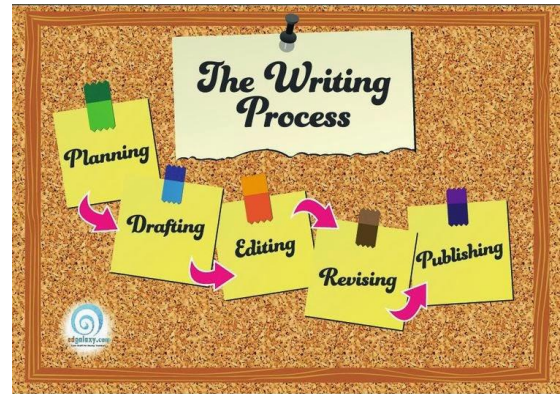 The Writing
Process
Planning
Drafting
Editing
Revising
Publishing
edgalaxy.com